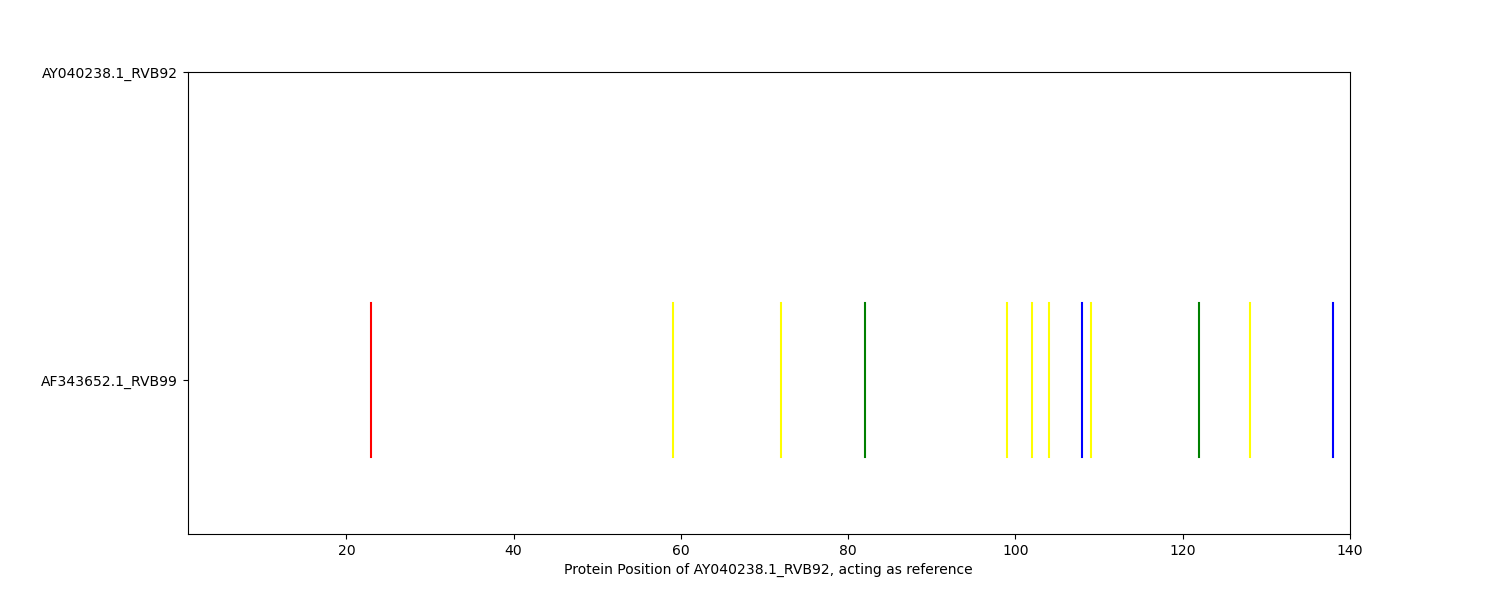 AY040238.1_RVB92
AF343652.1_RVB99
20 40 60 80 100 120 140
Protein Position of AY040238.1_RVB92, acting as reference